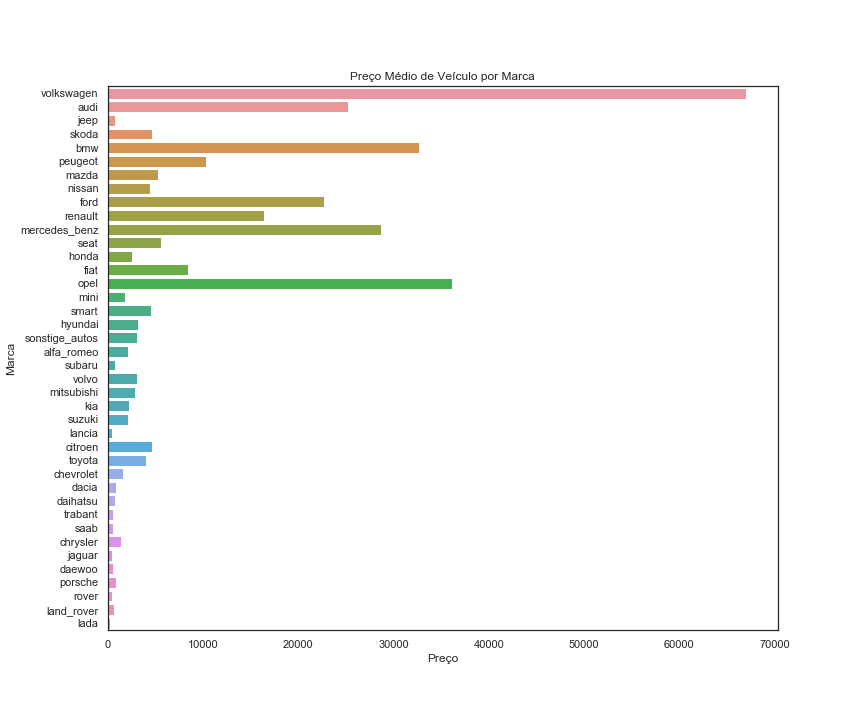 Preço Médio de Veículo por Marca
volkswagen
audi
jeep
skoda
bmw
peugeot
mazda
nissan
ford
renault
mercedes_benz
seat
honda
fiat
opel
mini
smart
hyundai
sonstige_autos
alfa_romeo
subaru
volvo
mitsubishi
kia
suzuki
lancia
citroen
toyota
chevrolet
dacia
daihatsu
trabant
saab
chrysler
jaguar
daewoo
porsche
rover
land_rover
lada
Marca
0 10000 20000 30000 40000 50000 60000 70000
Preço